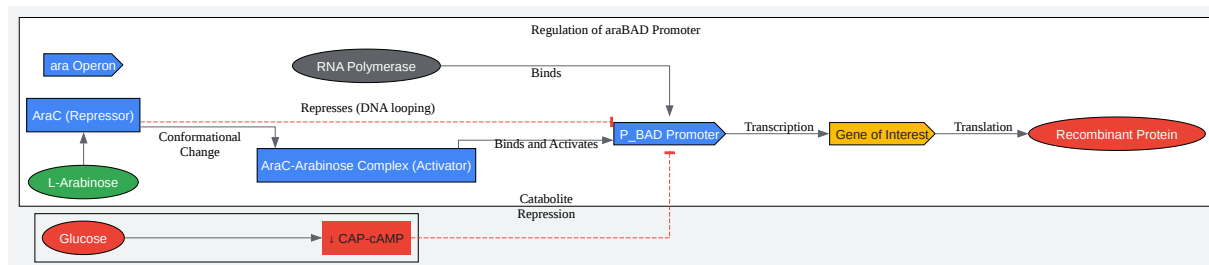 Regulation of araBAD Promoter
ara Operon
RNA Polymerase
Binds
AraC (Repressor)
Represses (DNA looping)
Conformational
Change
P_BAD Promoter
Transcription
Gene of Interest
Translation
Recombinant Protein
Binds and Activates
AraC-Arabinose Complex (Activator)
L-Arabinose
Catabolite
Repression
Glucose
↓ CAP-cAMP